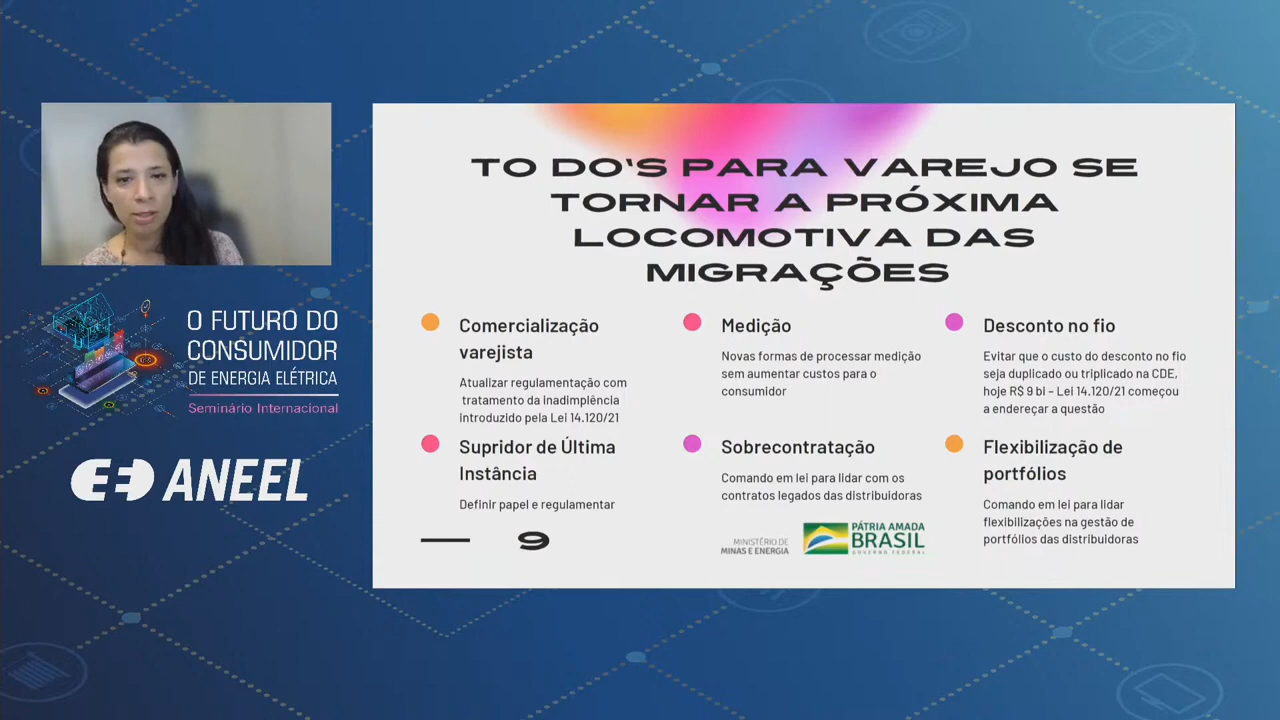 O FUTURO DO
CONSUMIDOR
DE ENERGIA ELÉTRICA
Seminário Internacional
ANEEL
TO DO'S PARA VAREJO SE
TORNAR A PRÓXIMA
LOCOMOTIVA DAS
MIGRAÇÕES
Comercialização
varejista
Atualizar regulamentação com
tratamento da inadimplência
introduzido pela Lei 14.120/21
Medição
Novas formas de processar medição
sem aumentar custos para o
consumidor
Desconto no fio
Evitar que o custo do desconto no fio
seja duplicado ou triplicado na CDE,
hoje R$ 9 bi – Lei 14.120/21 começou
a endereçar a questão
Supridor de Última
Instância
Definir papel e regulamentar
Sobrecontratação
Comando em lei para lidar com os
contratos legados das distribuidoras
Flexibilização de
portfólios
Comando em lei para lidar
flexibilizações na gestão de
portfólios das distribuidoras
9
MINISTÉRIO DE
MINAS E ENERGIA
PÁTRIA AMADA
BRASIL
GOVERNO FEDERAL